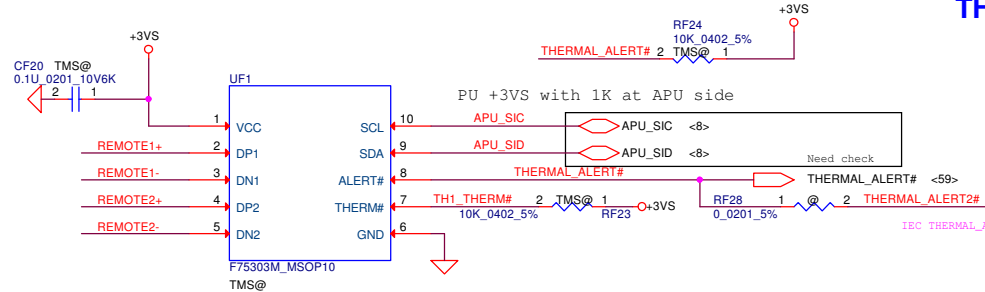 TH
+3VS
RF24
10K_0402_5%
THERMAL_ALERT# 2 TMS@ 1
+3VS
CF20 TMS@
0.1U_0201_10V6K
2 1
UF1
PU +3VS with 1K at APU side
1 VCC SCL 10 APU_SIC APU_SIC <8>
REMOTE1+ 2 DP1 SDA 9 APU_SID APU_SID <8>
Need check
REMOTE1- 3 DN1 ALERT# 8 THERMAL_ALERT# THERMAL_ALERT# <59>
REMOTE2+ 4 DP2 THERM# 7 TH1_THERM# 2 TMS@ 1 +3VS
10K_0402_5% RF23
RF28 1 @ 2 THERMAL_ALERT2#
0_0201_5%
REMOTE2- 5 DN2 GND 6
IEC THERMAL_
F75303M_MSOP10
TMS@